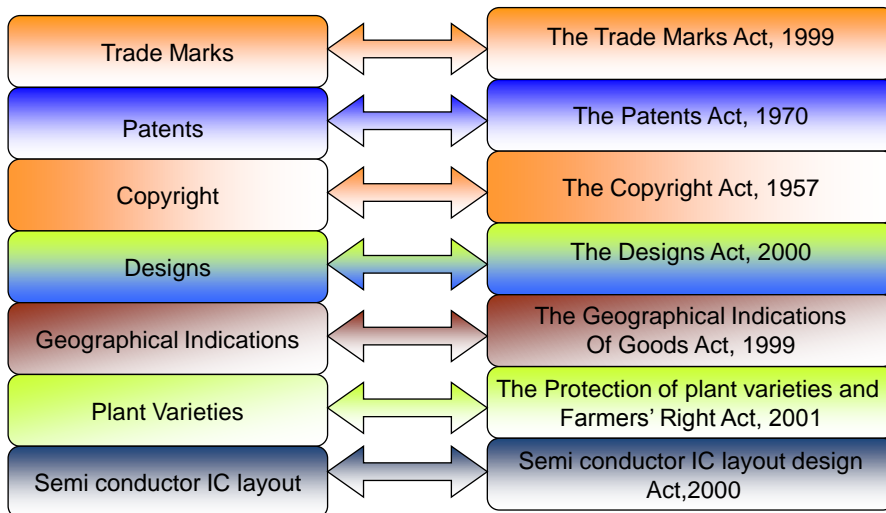 Trade Marks
The Trade Marks Act, 1999
Patents
The Patents Act, 1970
Copyright
The Copyright Act, 1957
Designs
The Designs Act, 2000
Geographical Indications
The Geographical Indications
Of Goods Act, 1999
Plant Varieties
The Protection of plant varieties and
Farmers’ Right Act, 2001
Semi conductor IC layout
Semi conductor IC layout design
Act,2000